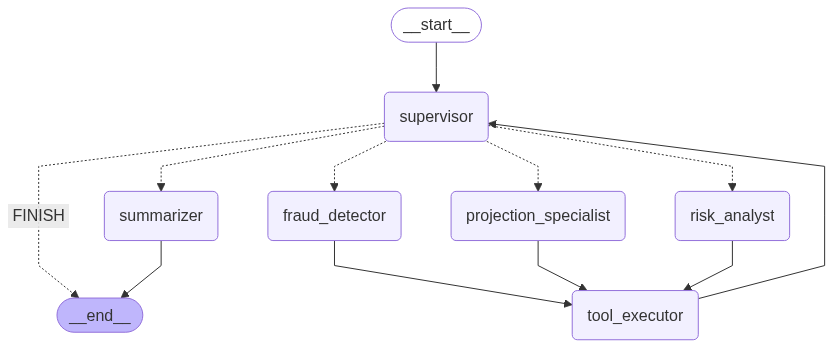 __start__
supervisor
FINISH
summarizer
fraud_detector
projection_specialist
risk_analyst
__end__
tool_executor